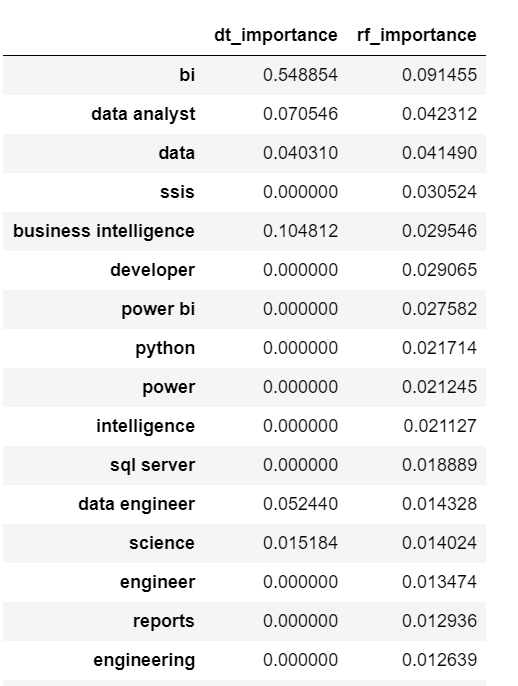 dt_importance rf_importance
bi 0.548854 0.091455
data analyst 0.070546 0.042312
data 0.040310 0.041490
ssis 0.000000 0.030524
business intelligence 0.104812 0.029546
developer 0.000000 0.029065
power bi 0.000000 0.027582
python 0.000000 0.021714
power 0.000000 0.021245
intelligence 0.000000 0.021127
sql server 0.000000 0.018889
data engineer 0.052440 0.014328
science 0.015184 0.014024
engineer 0.000000 0.013474
reports 0.000000 0.012936
engineering 0.000000 0.012639